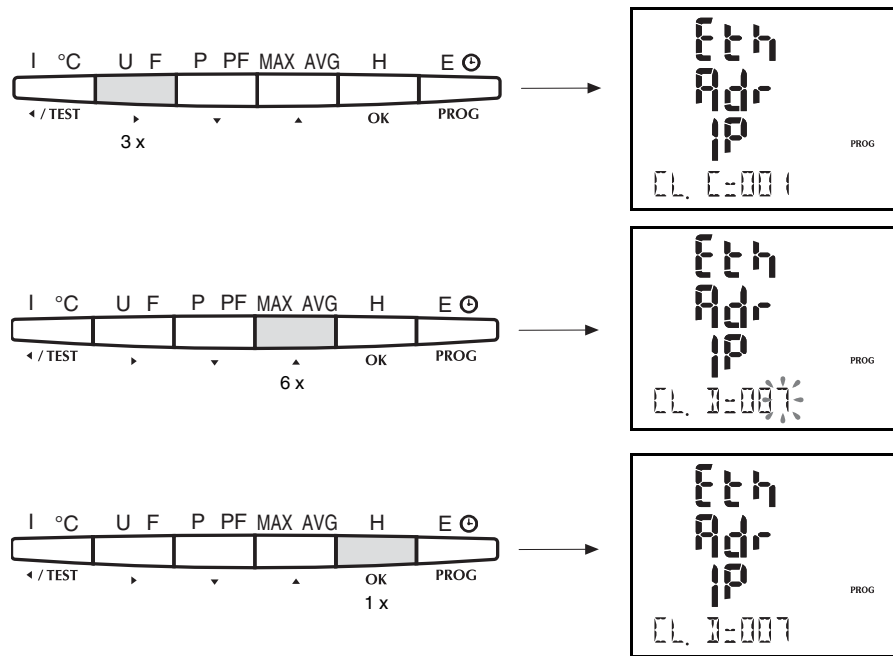 I °C U F P PF MAX AVG H E
/ TEST OK PROG
3 x
Eth
Adr
IP
PROG
CL. C=001
I °C U F P PF MAX AVG H E
/ TEST OK PROG
6 x
Eth
Adr
IP
PROG
CL. D=007
I °C U F P PF MAX AVG H E
/ TEST OK PROG
1 x
Eth
Adr
IP
PROG
CL. D=007